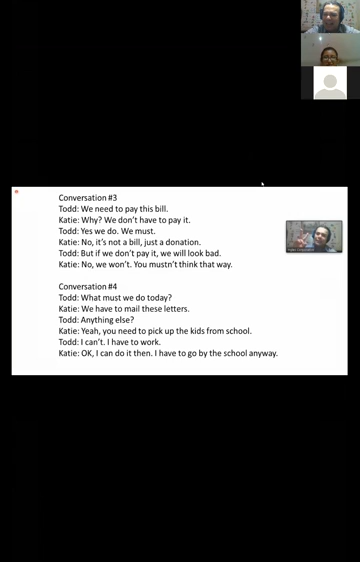 Conversation #3
Todd: We need to pay this bill.
Katie: Why? We don't have to pay it.
Todd: Yes we do. We must.
Katie: No, it's not a bill, just a donation.
Todd: But if we don't pay it, we will look bad.
Katie: No, we won't. You mustn't think that way.
Conversation #4
Todd: What must we do today?
Katie: We have to mail these letters.
Todd: Anything else?
Katie: Yeah, you need to pick up the kids from school.
Todd: I can't. I have to work.
Katie: OK, I can do it then. I have to go by the school anyway.